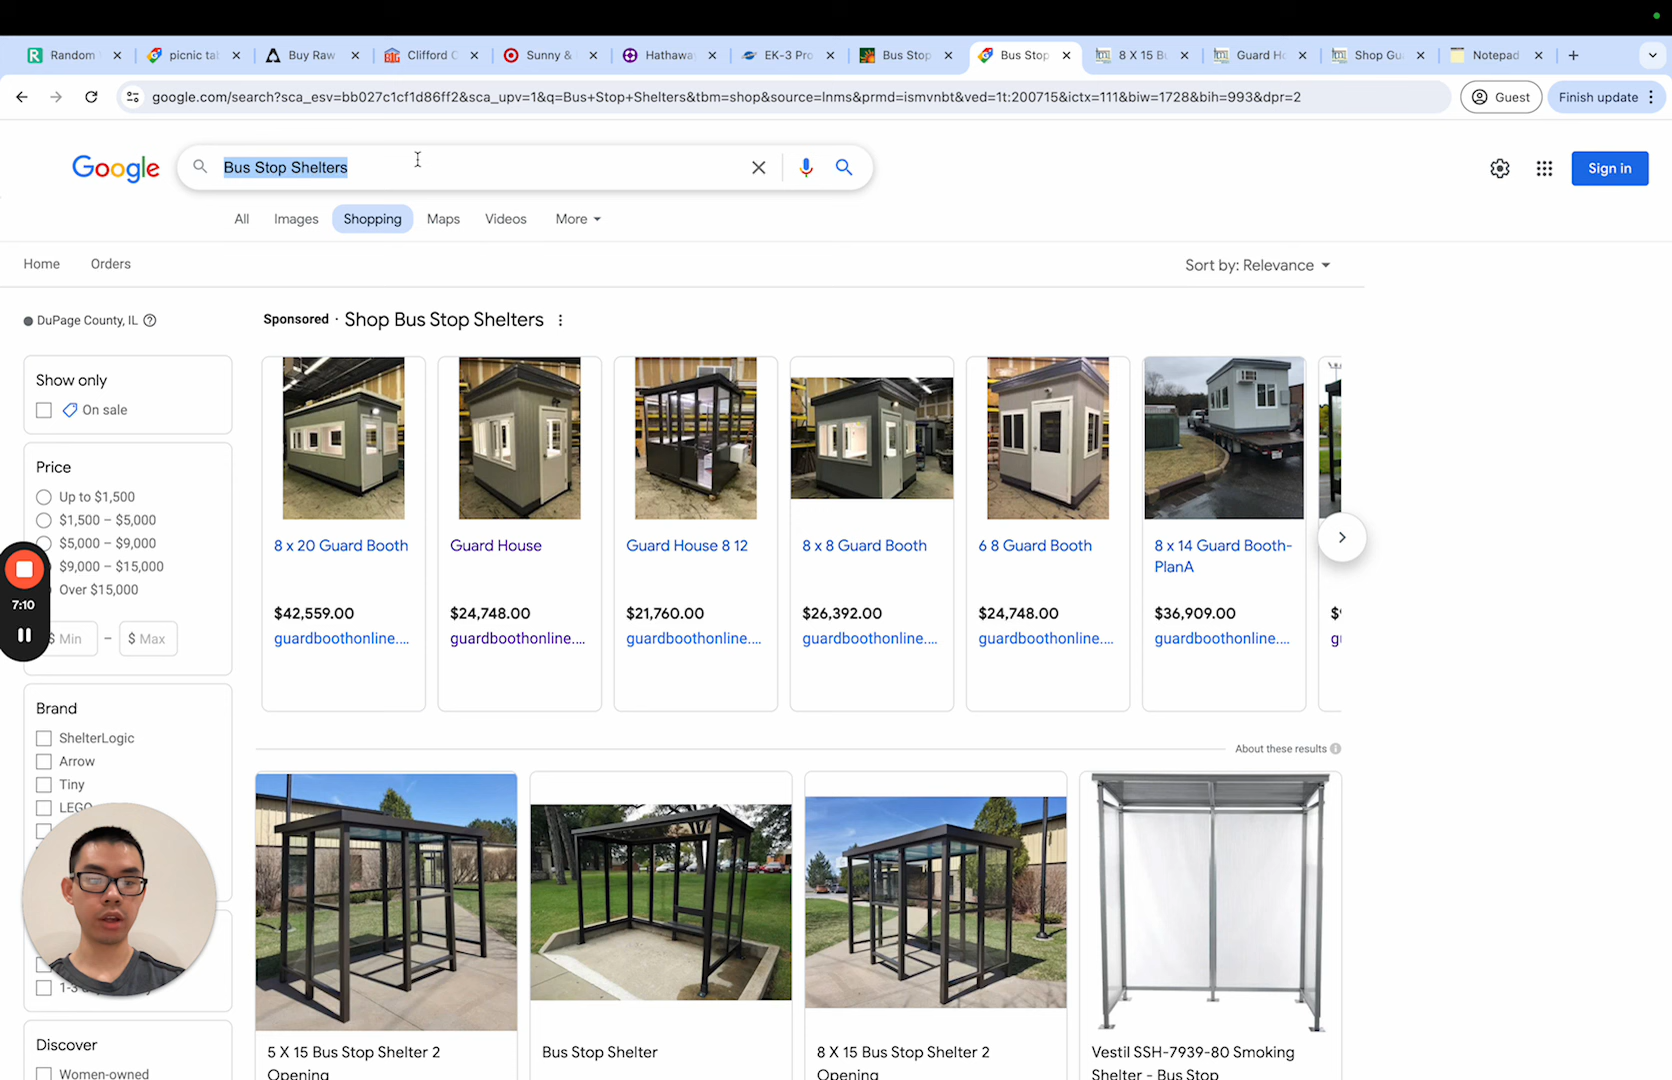 Random
picnic ta
Buy Raw
Clifford C
Sunny &
Hathaway
EK-3 Pro
Bus Stop
Bus Stop
8 X 15 Bu
Guard Ho
Shop Gua
Notepad
google.com/search?sca_esv=bb027c1cf1d86ff2&sca_upv=1&q=Bus+Stop+Shelters&tbm=shop&source=lnms&prmd=ismvnbt&ved=1t:200715&ictx=111&biw=1728&bih=993&dpr=2
Guest
Finish update
Google
Bus Stop Shelters
Sign in
All
Images
Shopping
Maps
Videos
More
Home
Orders
Sort by: Relevance
DuPage County, IL
Sponsored · Shop Bus Stop Shelters
Show only
On sale
Price
Up to $1,500
$1,500 – $5,000
$5,000 – $9,000
$9,000 – $15,000
Over $15,000
$ Min – $ Max
7:10
8 x 20 Guard Booth
$42,559.00
guardboothonline....
Guard House
$24,748.00
guardboothonline....
Guard House 8 12
$21,760.00
guardboothonline....
8 x 8 Guard Booth
$26,392.00
guardboothonline....
6 8 Guard Booth
$24,748.00
guardboothonline....
8 x 14 Guard Booth-
PlanA
$36,909.00
guardboothonline....
Brand
ShelterLogic
Arrow
Tiny
LEGO
1-3
Discover
Women-owned
About these results
5 X 15 Bus Stop Shelter 2
Opening
Bus Stop Shelter
8 X 15 Bus Stop Shelter 2
Opening
Vestil SSH-7939-80 Smoking
Shelter - Bus Stop